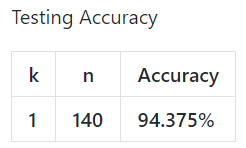 Testing Accuracy
k n Accuracy
1 140 94.375%